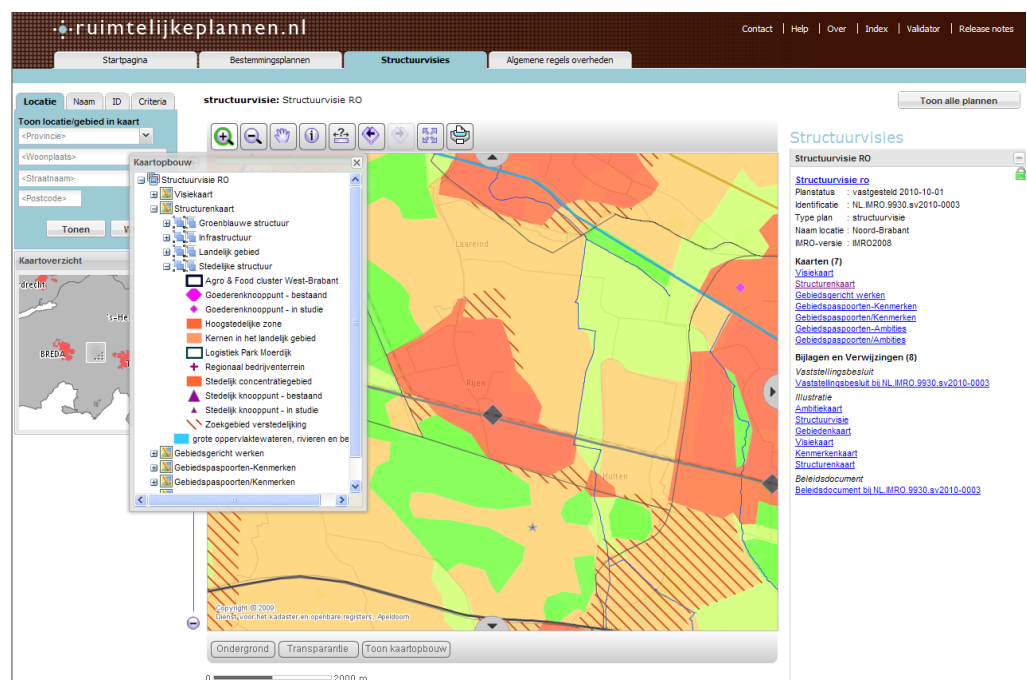 ruimtelijkeplannen.nl
Contact | Help | Over | Index | Validator | Release notes
Startpagina
Bestemmingsplannen
Structuurvisies
Algemene regels overheden
Locatie
Naam
ID
Criteria
structuurvisie: Structuurvisie RO
Toon alle plannen
Toon locatie/gebied in kaart
<Provincie>
<Woonplaats>
<Straatnaam>
<Postcode>
Tonen
W
Kaartoverzicht
drecht
's-He
BREDA
T
Kaartopbouw
Structuurvisie RO
Visiekaart
Structurenkaart
Groenblauwe structuur
Infrastructuur
Landelijk gebied
Stedelijke structuur
Agro & Food cluster West-Brabant
Goederenknooppunt - bestaand
Goederenknooppunt - in studie
Hoogstedelijke zone
Kernen in het landelijk gebied
Logistiek Park Moerdijk
Regionaal bedrijventerrein
Stedelijk concentratiegebied
Stedelijk knooppunt - bestaand
Stedelijk knooppunt - in studie
Zoekgebied verstedelijking
grote oppervlaktewateren, rivieren en be
Gebiedsgericht werken
Gebiedspaspoorten-Kenmerken
Gebiedspaspoorten/Kenmerken
Laareind
Rijen
Hulten
Copyright @2009
Dienst voor het kadaster en openbare registers, Apeldoorn
Ondergrond
Transparantie
Toon kaartopbouw
0 2000 m
Structuurvisies
Structuurvisie RO
Structuurvisie ro
Planstatus : vastgesteld 2010-10-01
Identificatie : NL.IMRO.9930.sv2010-0003
Type plan : structuurvisie
Naam locatie : Noord-Brabant
IMRO-versie : IMRO2008
Kaarten (7)
Visiekaart
Structurenkaart
Gebiedsgericht werken
Gebiedspaspoorten-Kenmerken
Gebiedspaspoorten/Kenmerken
Gebiedspaspoorten-Ambities
Gebiedspaspoorten/Ambities
Bijlagen en Verwijzingen (8)
Vaststellingsbesluit
Vaststellingsbesluit bij NL.IMRO.9930.sv2010-0003
Illustratie
Ambitiekaart
Structuurvisie
Gebiedenkaart
Visiekaart
Kenmerkenkaart
Structurenkaart
Beleidsdocument
Beleidsdocument bij NL.IMRO.9930.sv2010-0003